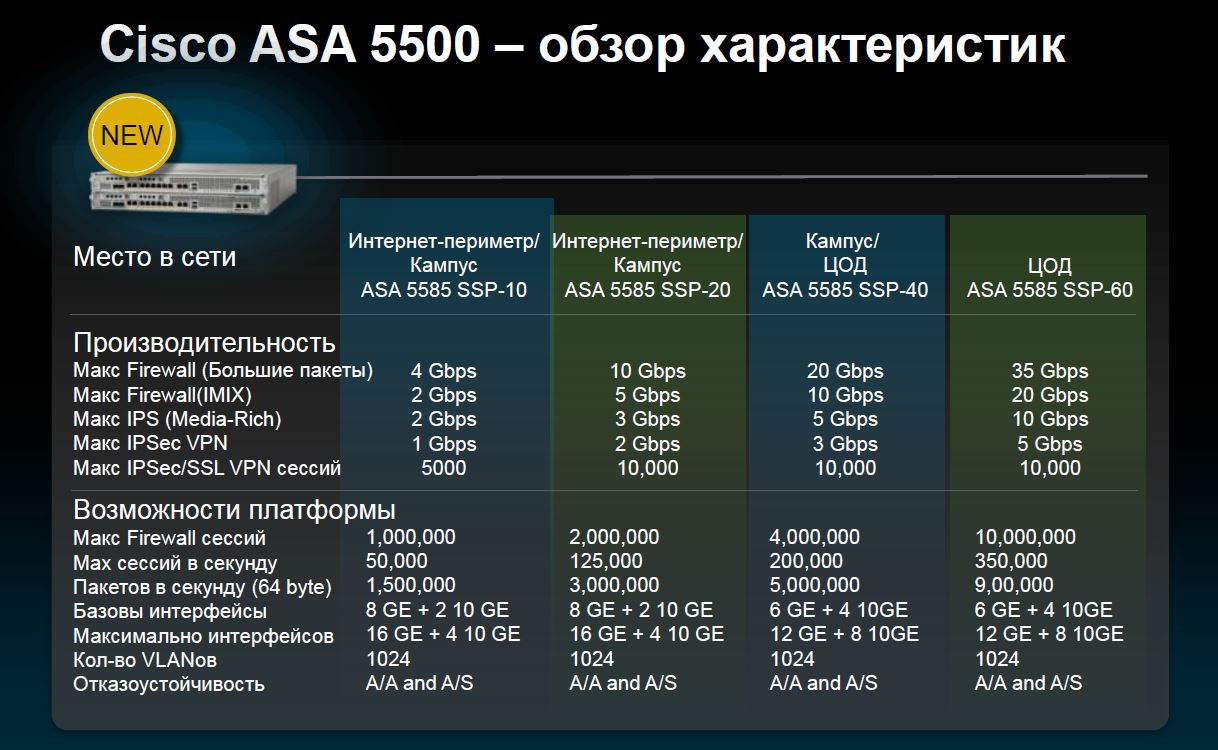 Cisco ASA 5500 – обзор характеристик
NEW
Место в сети
Интернет-периметр/
Кампус
ASA 5585 SSP-10
Интернет-периметр/
Кампус
ASA 5585 SSP-20
Кампус/
ЦОД
ASA 5585 SSP-40
ЦОД
ASA 5585 SSP-60
Производительность
Макс Firewall (Большие пакеты) 4 Gbps 10 Gbps 20 Gbps 35 Gbps
Макс Firewall(IMIX) 2 Gbps 5 Gbps 10 Gbps 20 Gbps
Макс IPS (Media-Rich) 2 Gbps 3 Gbps 5 Gbps 10 Gbps
Макс IPSec VPN 1 Gbps 2 Gbps 3 Gbps 5 Gbps
Макс IPSec/SSL VPN сессий 5000 10,000 10,000 10,000
Возможности платформы
Макс Firewall сессий 1,000,000 2,000,000 4,000,000 10,000,000
Мах сессий в секунду 50,000 125,000 200,000 350,000
Пакетов в секунду (64 byte) 1,500,000 3,000,000 5,000,000 9,00,000
Базовы интерфейсы 8 GE + 2 10 GE 8 GE + 2 10 GE 6 GE + 4 10GE 6 GE + 4 10GE
Максимально интерфейсов 16 GE + 4 10 GE 16 GE + 4 10 GE 12 GE + 8 10GE 12 GE + 8 10GE
Кол-во VLANов 1024 1024 1024 1024
Отказоустойчивость A/A and A/S A/A and A/S A/A and A/S A/A and A/S